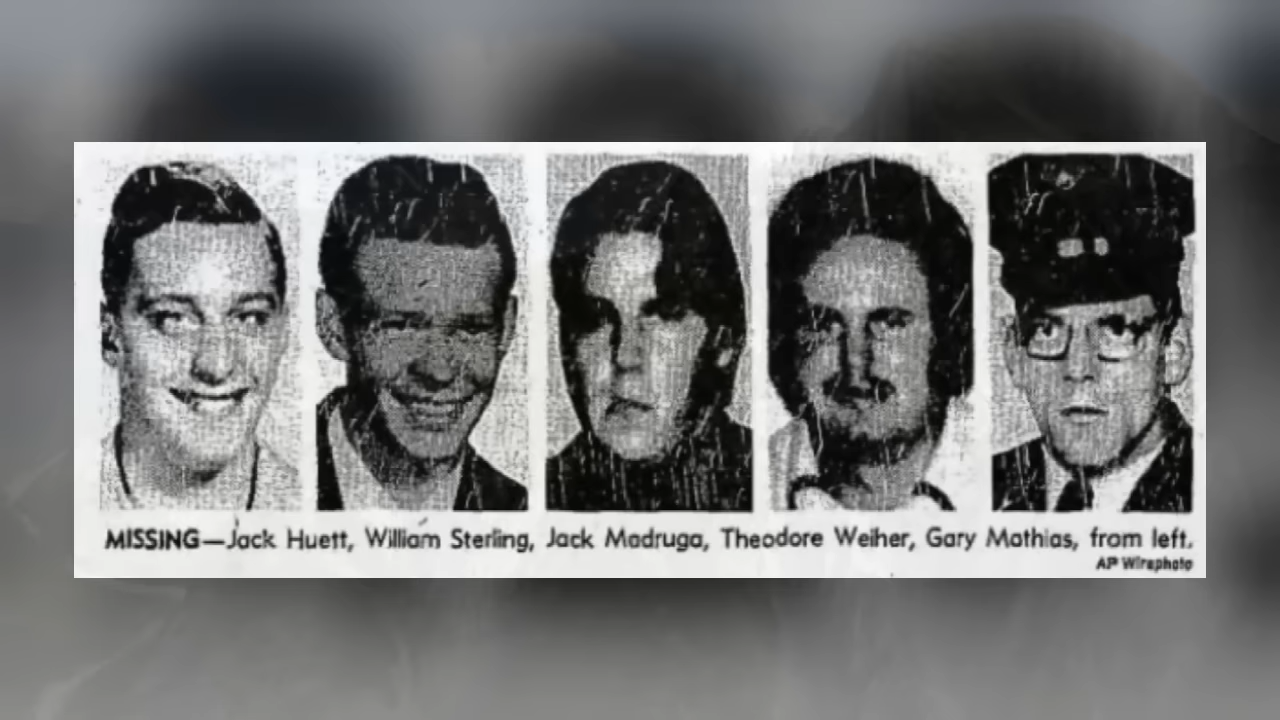 MISSING—Jack Huett, William Sterling, Jack Madruga, Theodore Weiher, Gary Mathias, from left.
AP Wirephoto